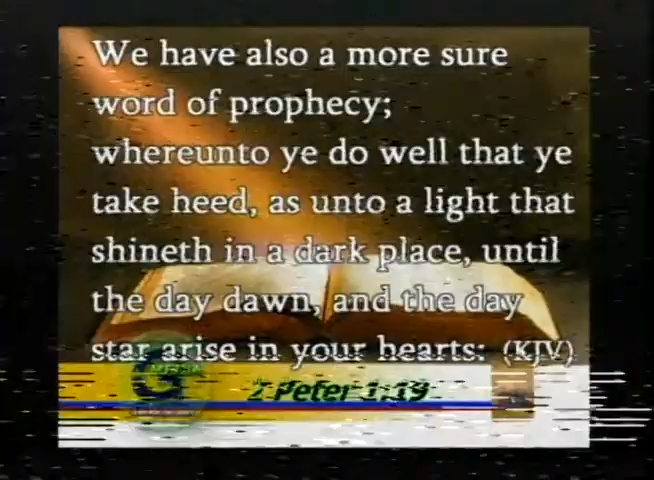 We have also a more sure
word of prophecy;
whereunto ye do well that ye
take heed, as unto a light that
shineth in a dark place, until
the day dawn, and the day
star arise in your hearts: (KJV)
2 Peter 1:19